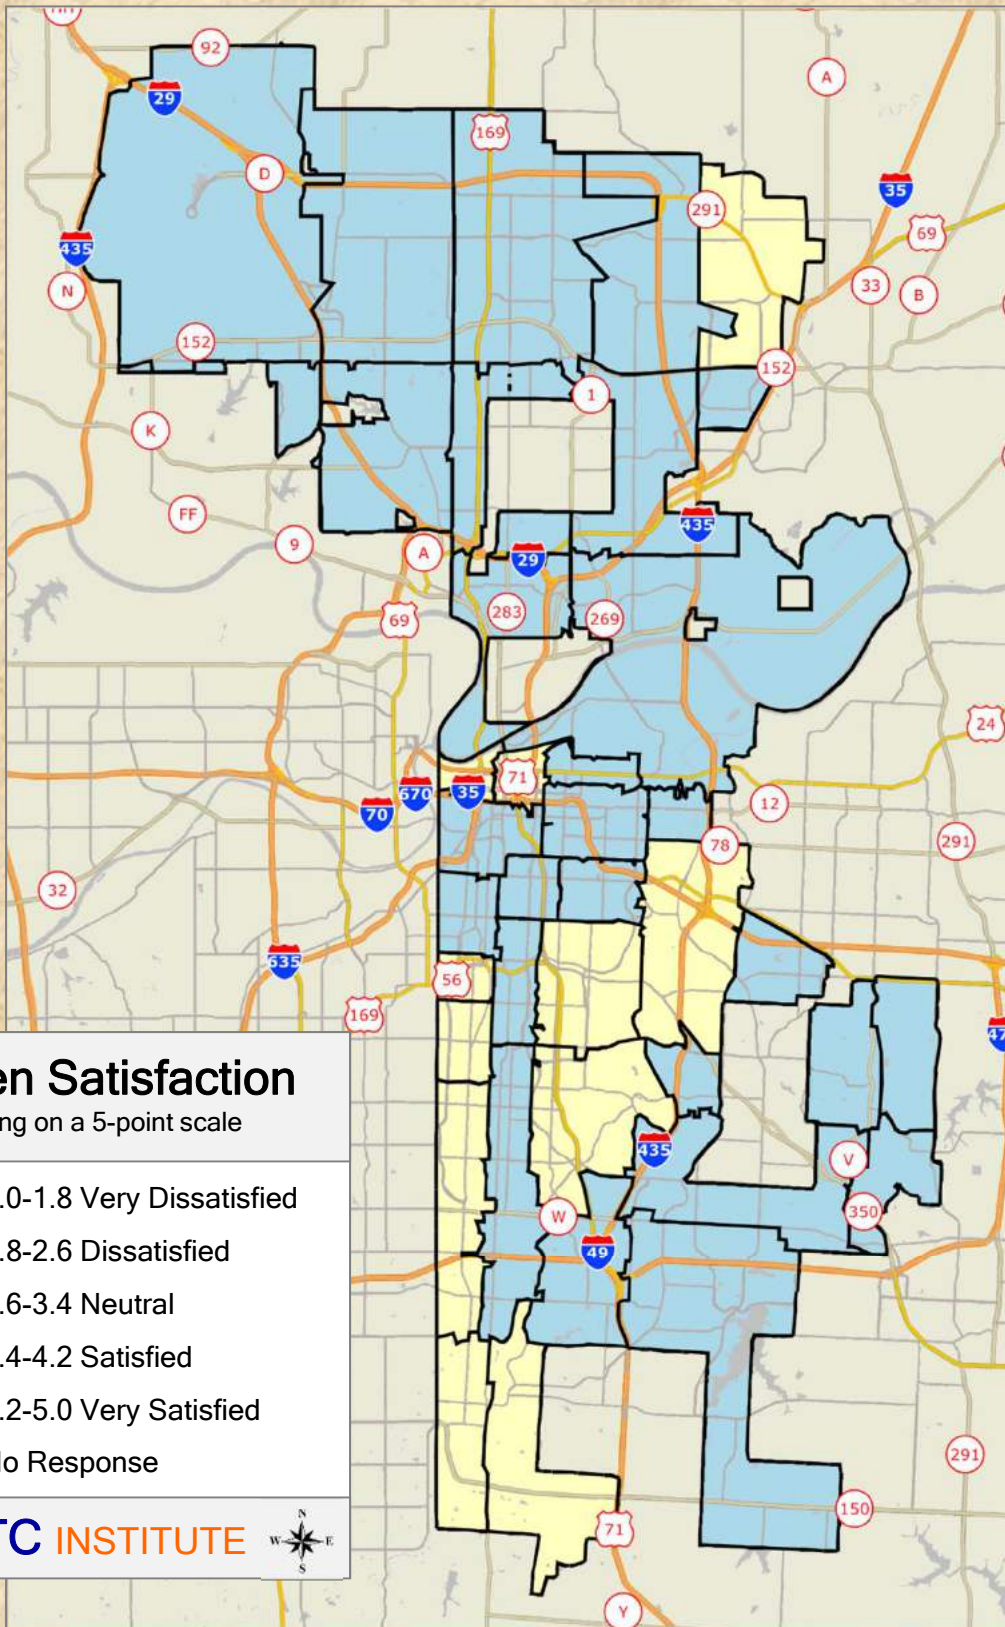 92
A
29
169
D
35
291
69
435
N
33
B
152
152
1
K
FF
435
9
A
29
283
269
69
24
71
670
35
70
12
78
291
32
635
56
169
47
en Satisfaction
ng on a 5-point scale
435
V
.0-1.8 Very Dissatisfied
350
W
.8-2.6 Dissatisfied
49
.6-3.4 Neutral
.4-4.2 Satisfied
.2-5.0 Very Satisfied
o Response
291
150
TC INSTITUTE
N
W E
S
71
Y